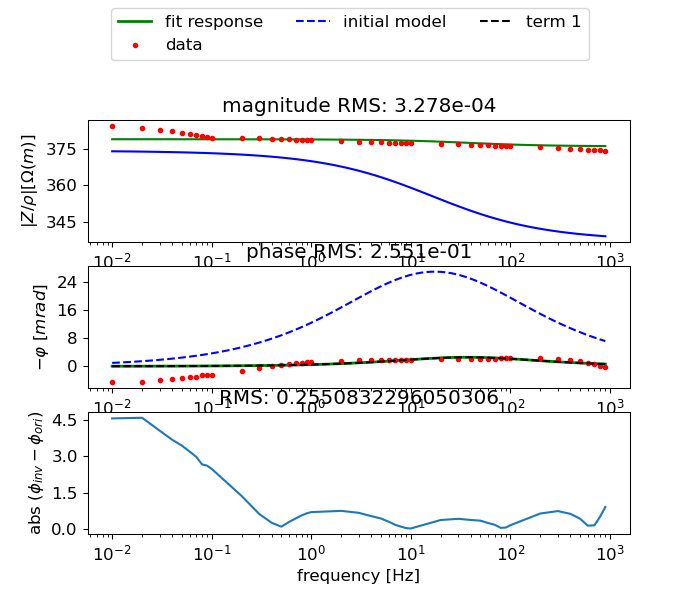 fit response initial model term 1
data
magnitude RMS: 3.278e-04
|Z/ρ|[Ω(m)]
375
360
345
10⁻² 10⁻¹ 10⁰ 10¹ 10² 10³
phase RMS: 2.551e-01
−φ [mrad]
24
16
8
0
10⁻² 10⁻¹ 10⁰ 10¹ 10² 10³
RMS: 0.2550832296050306
abs (ϕinv − ϕori)
4.5
3.0
1.5
0.0
10⁻² 10⁻¹ 10⁰ 10¹ 10² 10³
frequency [Hz]